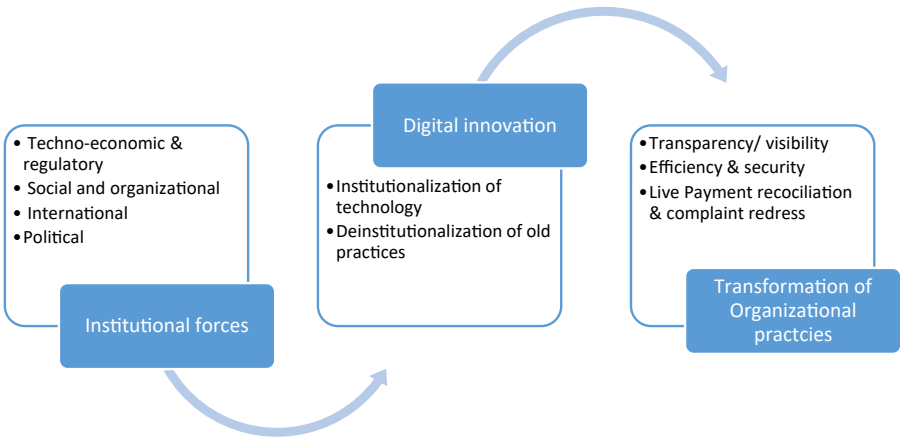 • Techno-economic &
regulatory
• Social and organizational
• International
• Political
Institutional forces
Digital innovation
• Institutionalization of
technology
• Deinstitutionalization of old
practices
• Transparency/ visibility
• Efficiency & security
• Live Payment recociliation
& complaint redress
Transformation of
Organizational
practcies